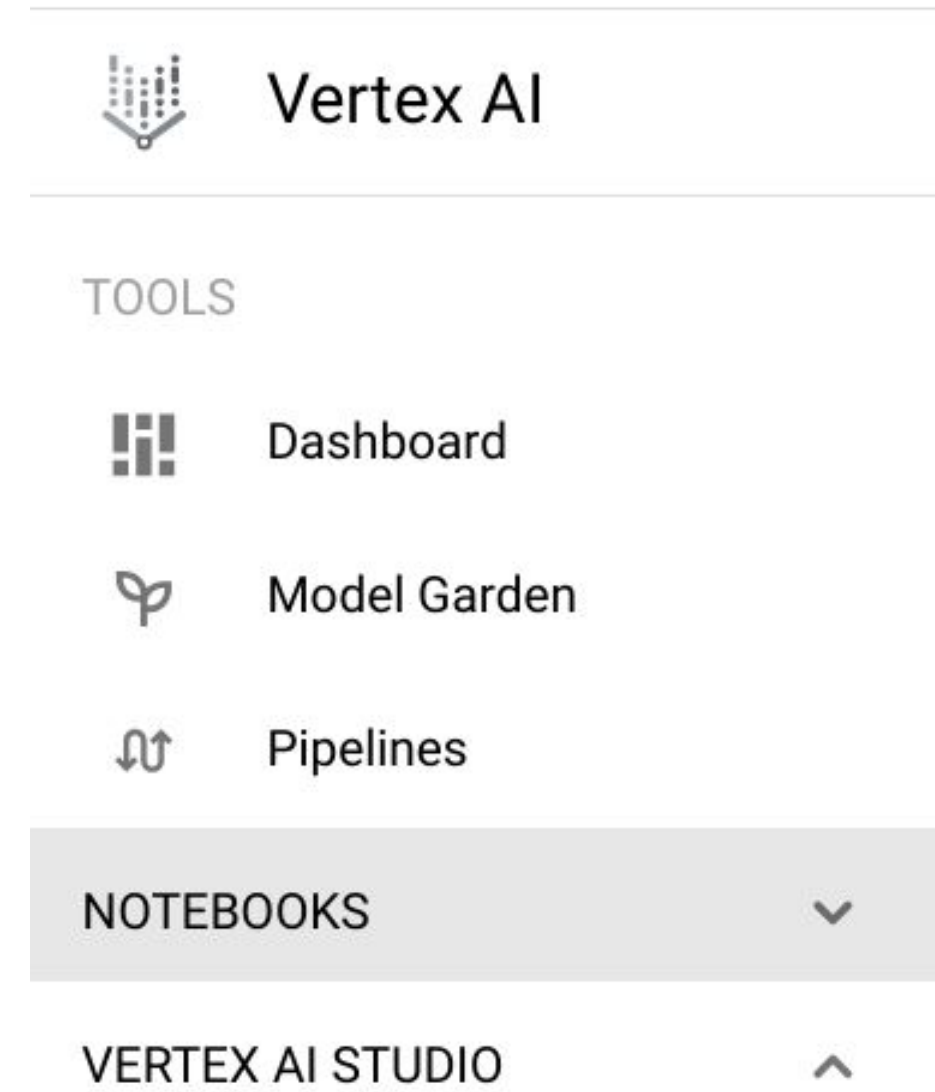 Vertex AI
TOOLS
Dashboard
Model Garden
Pipelines
NOTEBOOKS
VERTEX AI STUDIO